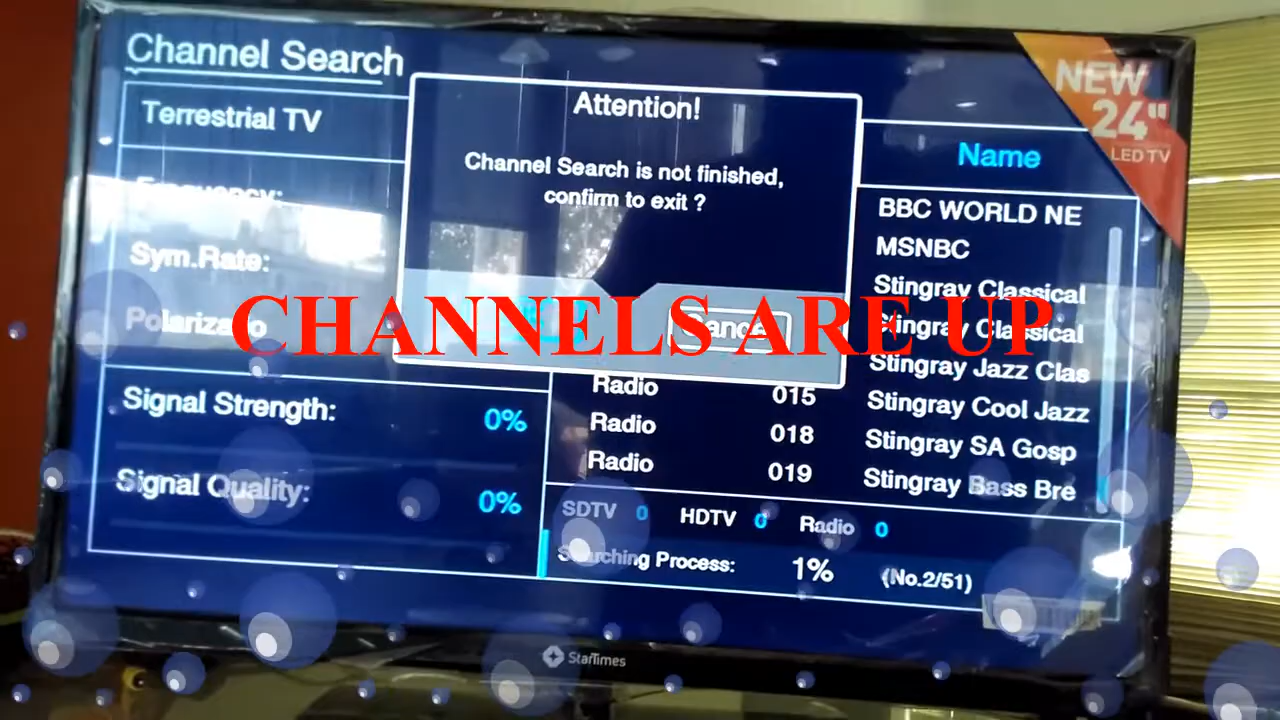 Channel Search
Terrestrial TV
Frequency:
Sym.Rate:
Signal Strength: 0%
Signal Quality: 0%
Attention!
Channel Search is not finished,
confirm to exit ?
Cancel
CHANNELS ARE UP
NEW
24"
LED TV
Name
BBC WORLD NE
MSNBC
Stingray Classical
Stingray Classical
Radio 015 Stingray Jazz Clas
Radio 018 Stingray Cool Jazz
Radio 019 Stingray SA Gosp
Stingray Bass Bre
SDTV 0 HDTV 0 Radio 0
Searching Process: 1% (No.2/51)
StarTimes